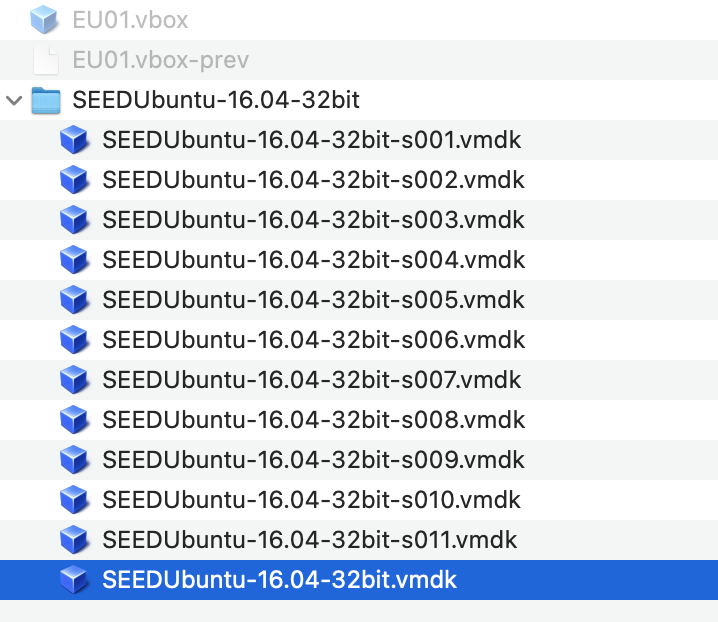 EU01.vbox
EU01.vbox-prev
SEEDUbuntu-16.04-32bit
SEEDUbuntu-16.04-32bit-s001.vmdk
SEEDUbuntu-16.04-32bit-s002.vmdk
SEEDUbuntu-16.04-32bit-s003.vmdk
SEEDUbuntu-16.04-32bit-s004.vmdk
SEEDUbuntu-16.04-32bit-s005.vmdk
SEEDUbuntu-16.04-32bit-s006.vmdk
SEEDUbuntu-16.04-32bit-s007.vmdk
SEEDUbuntu-16.04-32bit-s008.vmdk
SEEDUbuntu-16.04-32bit-s009.vmdk
SEEDUbuntu-16.04-32bit-s010.vmdk
SEEDUbuntu-16.04-32bit-s011.vmdk
SEEDUbuntu-16.04-32bit.vmdk